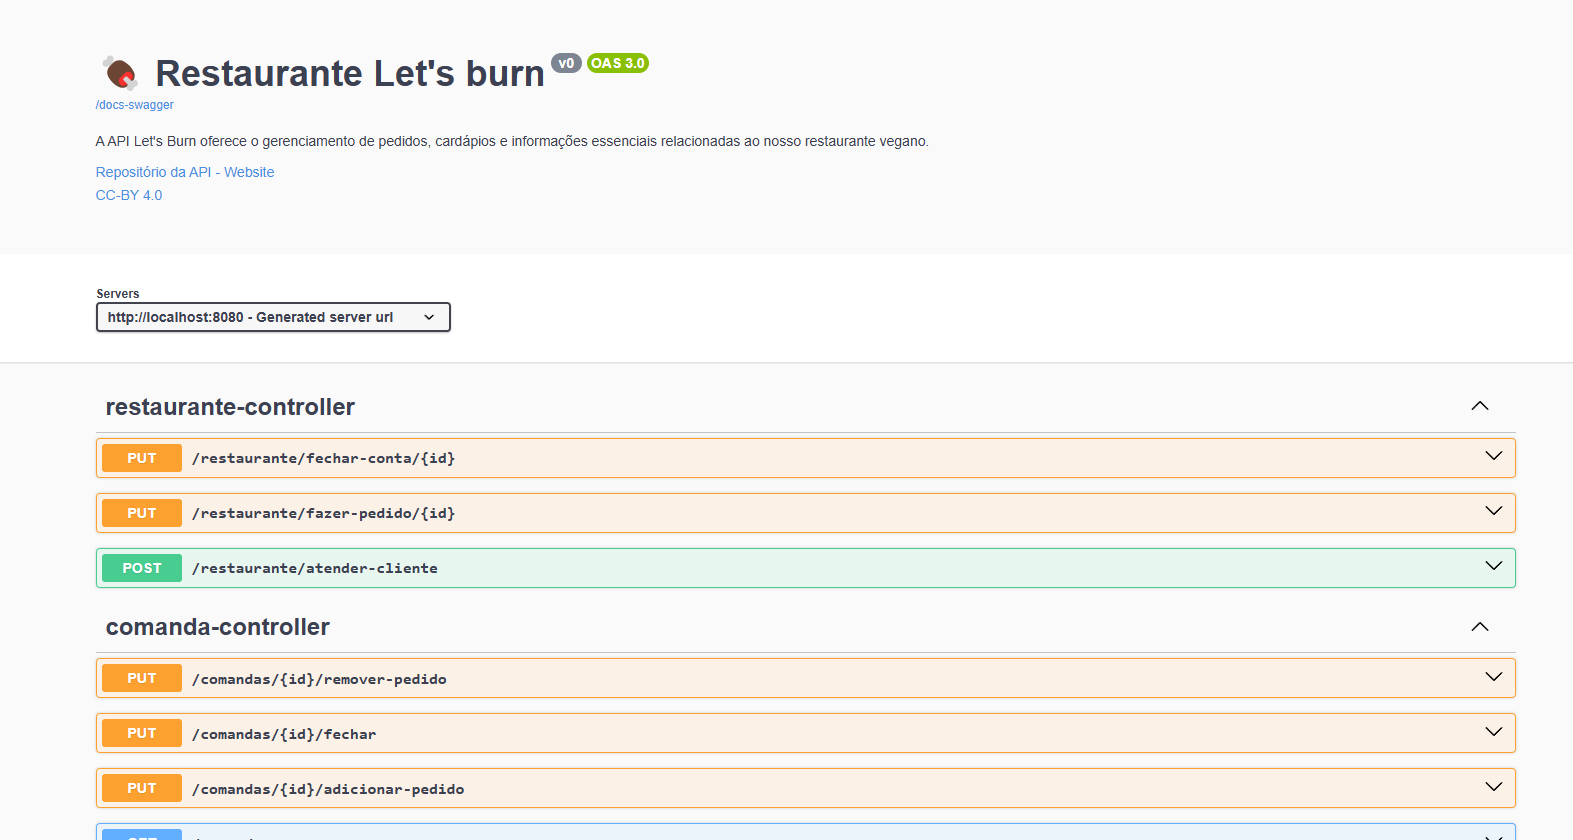 Restaurante Let's burn v0 OAS 3.0
/docs-swagger
A API Let's Burn oferece o gerenciamento de pedidos, cardápios e informações essenciais relacionadas ao nosso restaurante vegano.
Repositório da API - Website
CC-BY 4.0
Servers
http://localhost:8080 - Generated server url
restaurante-controller
PUT /restaurante/fechar-conta/{id}
PUT /restaurante/fazer-pedido/{id}
POST /restaurante/atender-cliente
comanda-controller
PUT /comandas/{id}/remover-pedido
PUT /comandas/{id}/fechar
PUT /comandas/{id}/adicionar-pedido